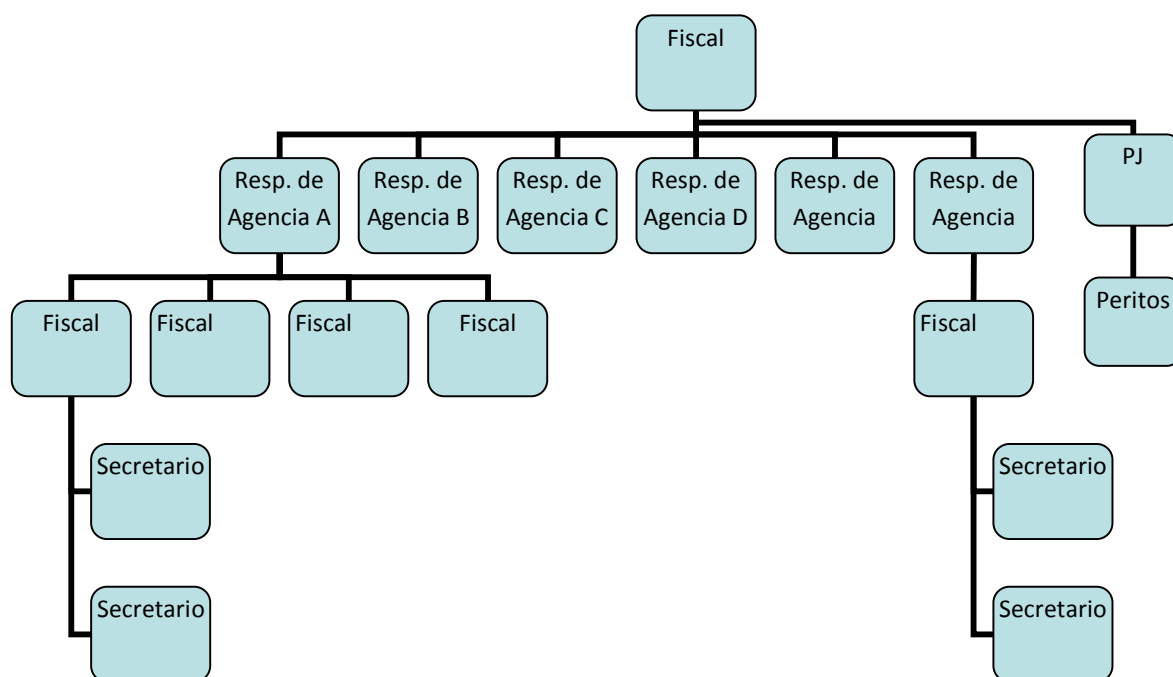 Fiscal
Resp. de
Agencia A
Resp. de
Agencia B
Resp. de
Agencia C
Resp. de
Agencia D
Resp. de
Agencia
Resp. de
Agencia
PJ
Fiscal
Fiscal
Fiscal
Fiscal
Fiscal
Peritos
Secretario
Secretario
Secretario
Secretario